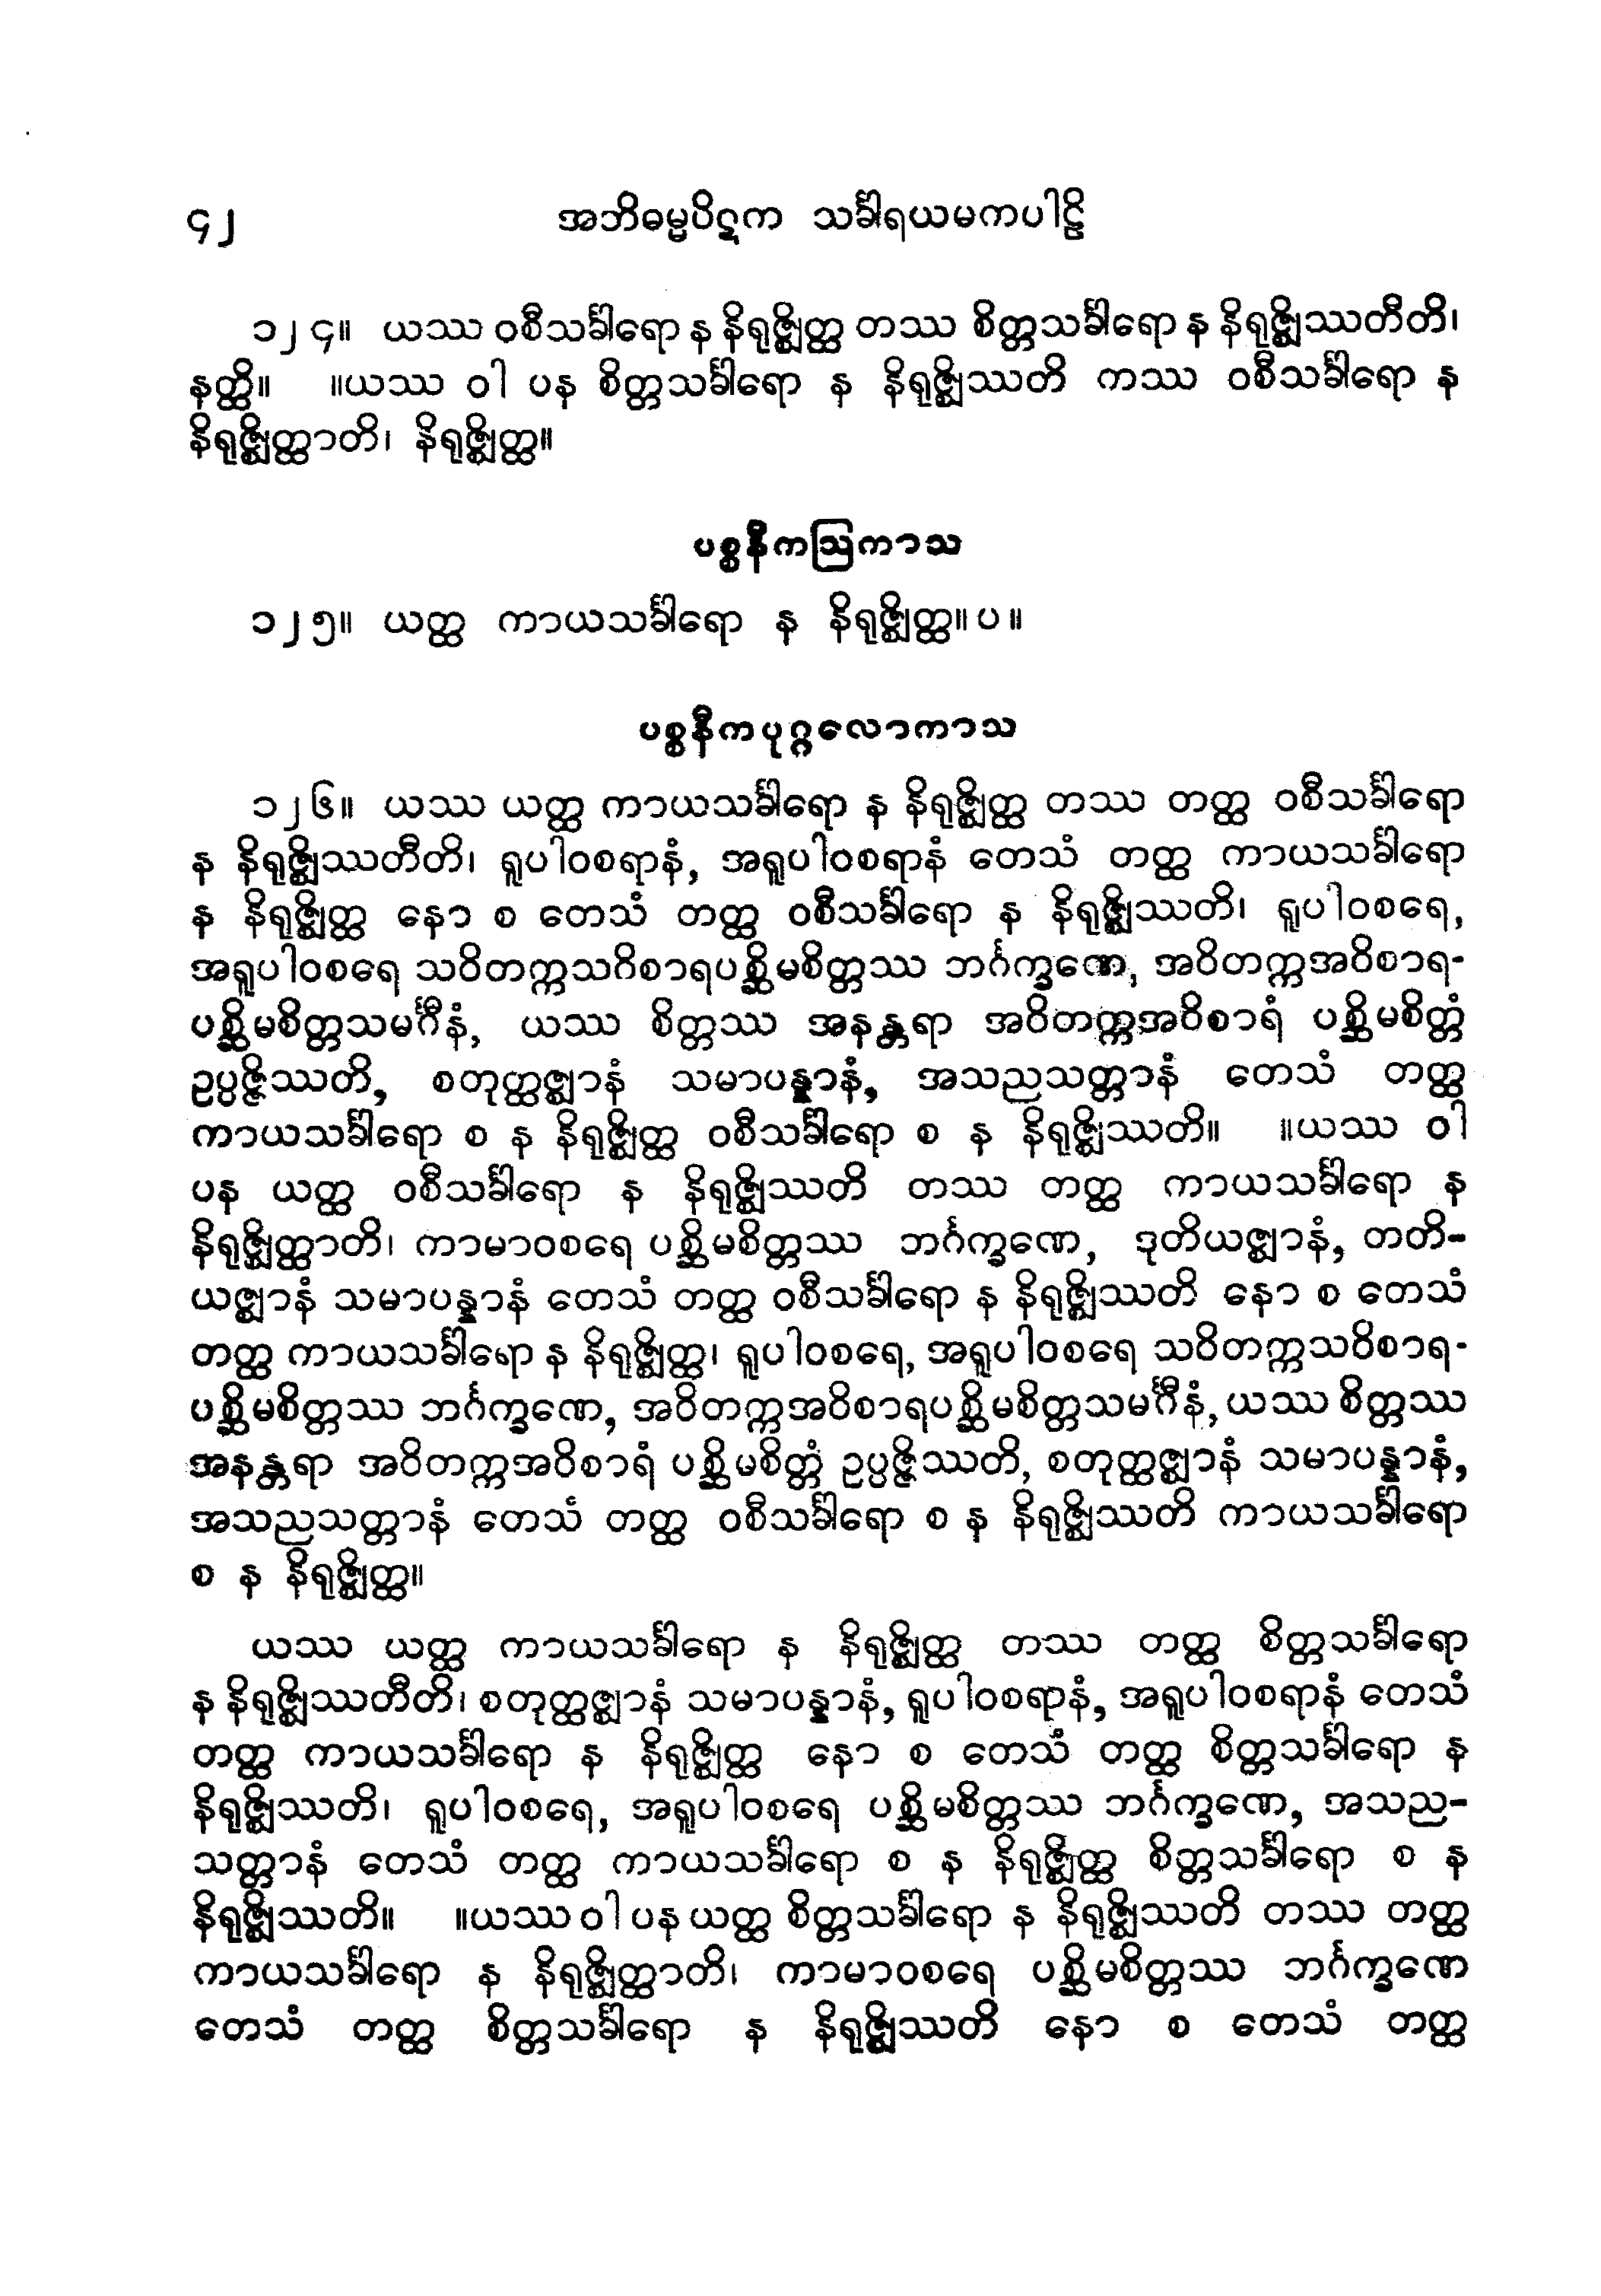 ၄၂ အဘိဓမ္မပိဋက သင်္ခါရယမကပါဠိ
၁၂၄။ ယဿ ဝစီသင်္ခါရော န နိရုဇ္ဈိတ္ထ တဿ စိတ္တသင်္ခါရော န နိရုဇ္ဈိဿတီတိ၊
နတ္ထိ။ ။ယဿ ဝါ ပန စိတ္တသင်္ခါရော န နိရုဇ္ဈိဿတိ ကဿ ဝစီသင်္ခါရော န
နိရုဇ္ဈိတ္ထာတိ၊ နိရုဇ္ဈိတ္ထ။
ပစ္စနီကဩကာသ
၁၂၅။ ယတ္ထ ကာယသင်္ခါရော န နိရုဇ္ဈိတ္ထ။ ပ။
ပစ္စနီကပုဂ္ဂလောကာသ
၁၂၆။ ယဿ ယတ္ထ ကာယသင်္ခါရော န နိရုဇ္ဈိတ္ထ တဿ တတ္ထ ဝစီသင်္ခါရော
န နိရုဇ္ဈိဿတီတိ၊ ရူပါဝစရာနံ, အရူပါဝစရာနံ တေသံ တတ္ထ ကာယသင်္ခါရော
န နိရုဇ္ဈိတ္ထ နော စ တေသံ တတ္ထ ဝစီသင်္ခါရော န နိရုဇ္ဈိဿတိ၊ ရူပါဝစရေ,
အရူပါဝစရေ သဝိတက္ကသဂိစာရပစ္ဆိမစိတ္တဿ ဘင်္ဂက္ခဏေ, အဝိတက္ကအဝိစာရ-
ပစ္ဆိမစိတ္တသမင်္ဂီနံ, ယဿ စိတ္တဿ အနန္တရာ အဝိတက္ကအဝိစာရံ ပစ္ဆိမစိတ္တံ
ဥပ္ပဇ္ဇိဿတိ, စတုတ္ထဇ္ဈာနံ သမာပန္နာနံ, အသညသတ္တာနံ တေသံ တတ္ထ
ကာယသင်္ခါရော စ န နိရုဇ္ဈိတ္ထ ဝစီသင်္ခါရော စ န နိရုဇ္ဈိဿတိ။ ။ယဿ ဝါ
ပန ယတ္ထ ဝစီသင်္ခါရော န နိရုဇ္ဈိဿတိ တဿ တတ္ထ ကာယသင်္ခါရော န
နိရုဇ္ဈိတ္ထာတိ၊ ကာမာဝစရေ ပစ္ဆိမစိတ္တဿ ဘင်္ဂက္ခဏေ, ဒုတိယဇ္ဈာနံ, တတိ-
ယဇ္ဈာနံ သမာပန္နာနံ တေသံ တတ္ထ ဝစီသင်္ခါရော န နိရုဇ္ဈိဿတိ နော စ တေသံ
တတ္ထ ကာယသင်္ခါရော န နိရုဇ္ဈိတ္ထ၊ ရူပါဝစရေ, အရူပါဝစရေ သဝိတက္ကသဝိစာရ-
ပစ္ဆိမစိတ္တဿ ဘင်္ဂက္ခဏေ, အဝိတက္ကအဝိစာရပစ္ဆိမစိတ္တသမင်္ဂီနံ, ယဿ စိတ္တဿ
အနန္တရာ အဝိတက္ကအဝိစာရံ ပစ္ဆိမစိတ္တံ ဥပ္ပဇ္ဇိဿတိ, စတုတ္ထဇ္ဈာနံ သမာပန္နာနံ,
အသညသတ္တာနံ တေသံ တတ္ထ ဝစီသင်္ခါရော စ န နိရုဇ္ဈိဿတိ ကာယသင်္ခါရော
စ န နိရုဇ္ဈိတ္ထ။
ယဿ ယတ္ထ ကာယသင်္ခါရော န နိရုဇ္ဈိတ္ထ တဿ တတ္ထ စိတ္တသင်္ခါရော
န နိရုဇ္ဈိဿတီတိ၊ စတုတ္ထဇ္ဈာနံ သမာပန္နာနံ, ရူပါဝစရာနံ, အရူပါဝစရာနံ တေသံ
တတ္ထ ကာယသင်္ခါရော န နိရုဇ္ဈိတ္ထ နော စ တေသံ တတ္ထ စိတ္တသင်္ခါရော န
နိရုဇ္ဈိဿတိ၊ ရူပါဝစရေ, အရူပါဝစရေ ပစ္ဆိမစိတ္တဿ ဘင်္ဂက္ခဏေ, အသည-
သတ္တာနံ တေသံ တတ္ထ ကာယသင်္ခါရော စ န နိရုဇ္ဈိတ္ထ စိတ္တသင်္ခါရော စ န
နိရုဇ္ဈိဿတိ။ ။ယဿ ဝါ ပန ယတ္ထ စိတ္တသင်္ခါရော န နိရုဇ္ဈိဿတိ တဿ တတ္ထ
ကာယသင်္ခါရော န နိရုဇ္ဈိတ္ထာတိ၊ ကာမာဝစရေ ပစ္ဆိမစိတ္တဿ ဘင်္ဂက္ခဏေ
တေသံ တတ္ထ စိတ္တသင်္ခါရော န နိရုဇ္ဈိဿတိ နော စ တေသံ တတ္ထ